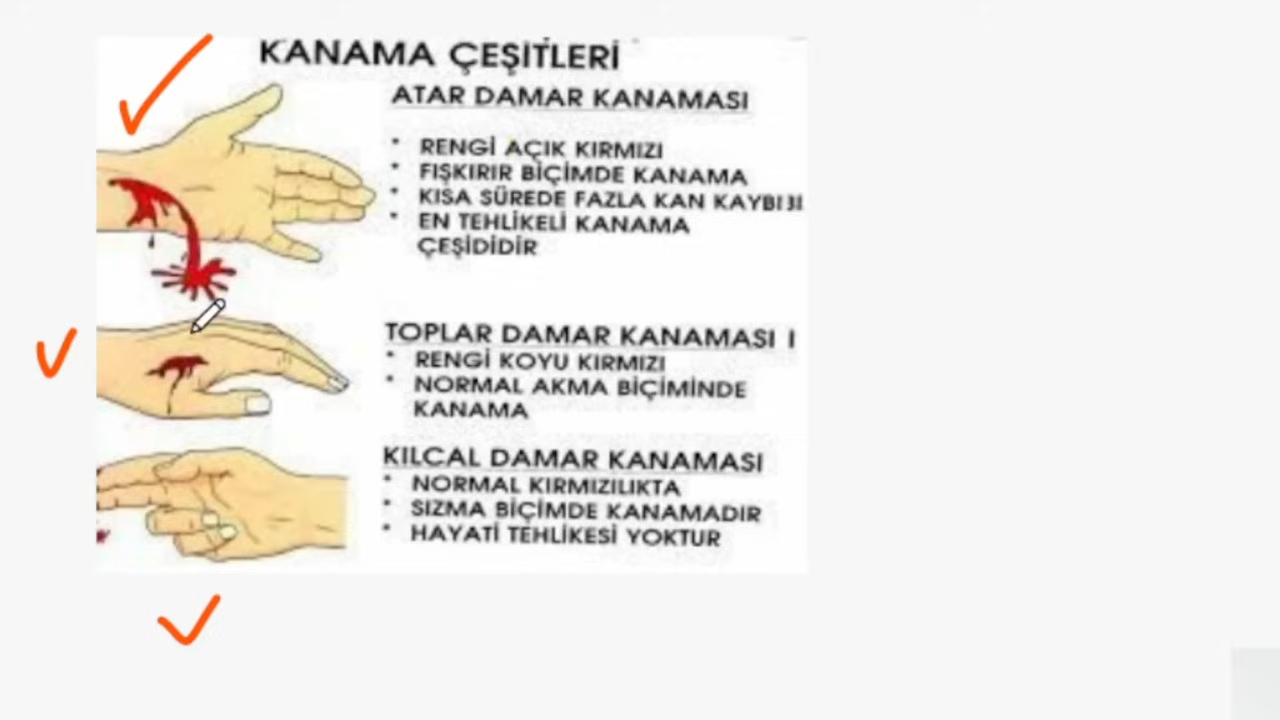 KANAMA ÇEŞİTLERİ
ATAR DAMAR KANAMASI
* RENGİ AÇIK KIRMIZI
* FIŞKIRIR BİÇİMDE KANAMA
* KISA SÜREDE FAZLA KAN KAYBI
* EN TEHLİKELİ KANAMA
ÇEŞİDİDİR
TOPLAR DAMAR KANAMASI
* RENGİ KOYU KIRMIZI
* NORMAL AKMA BİÇİMİNDE
KANAMA
KILCAL DAMAR KANAMASI
* NORMAL KIRMIZILIKTA
* SIZMA BİÇİMDE KANAMADIR
* HAYATİ TEHLİKESİ YOKTUR